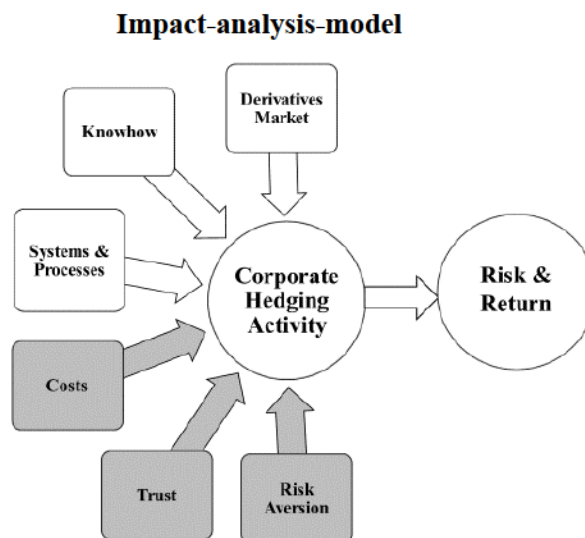 Impact-analysis-model
Derivatives
Market
Knowhow
Systems &
Processes
Corporate
Hedging
Activity
Risk &
Return
Costs
Trust
Risk
Aversion